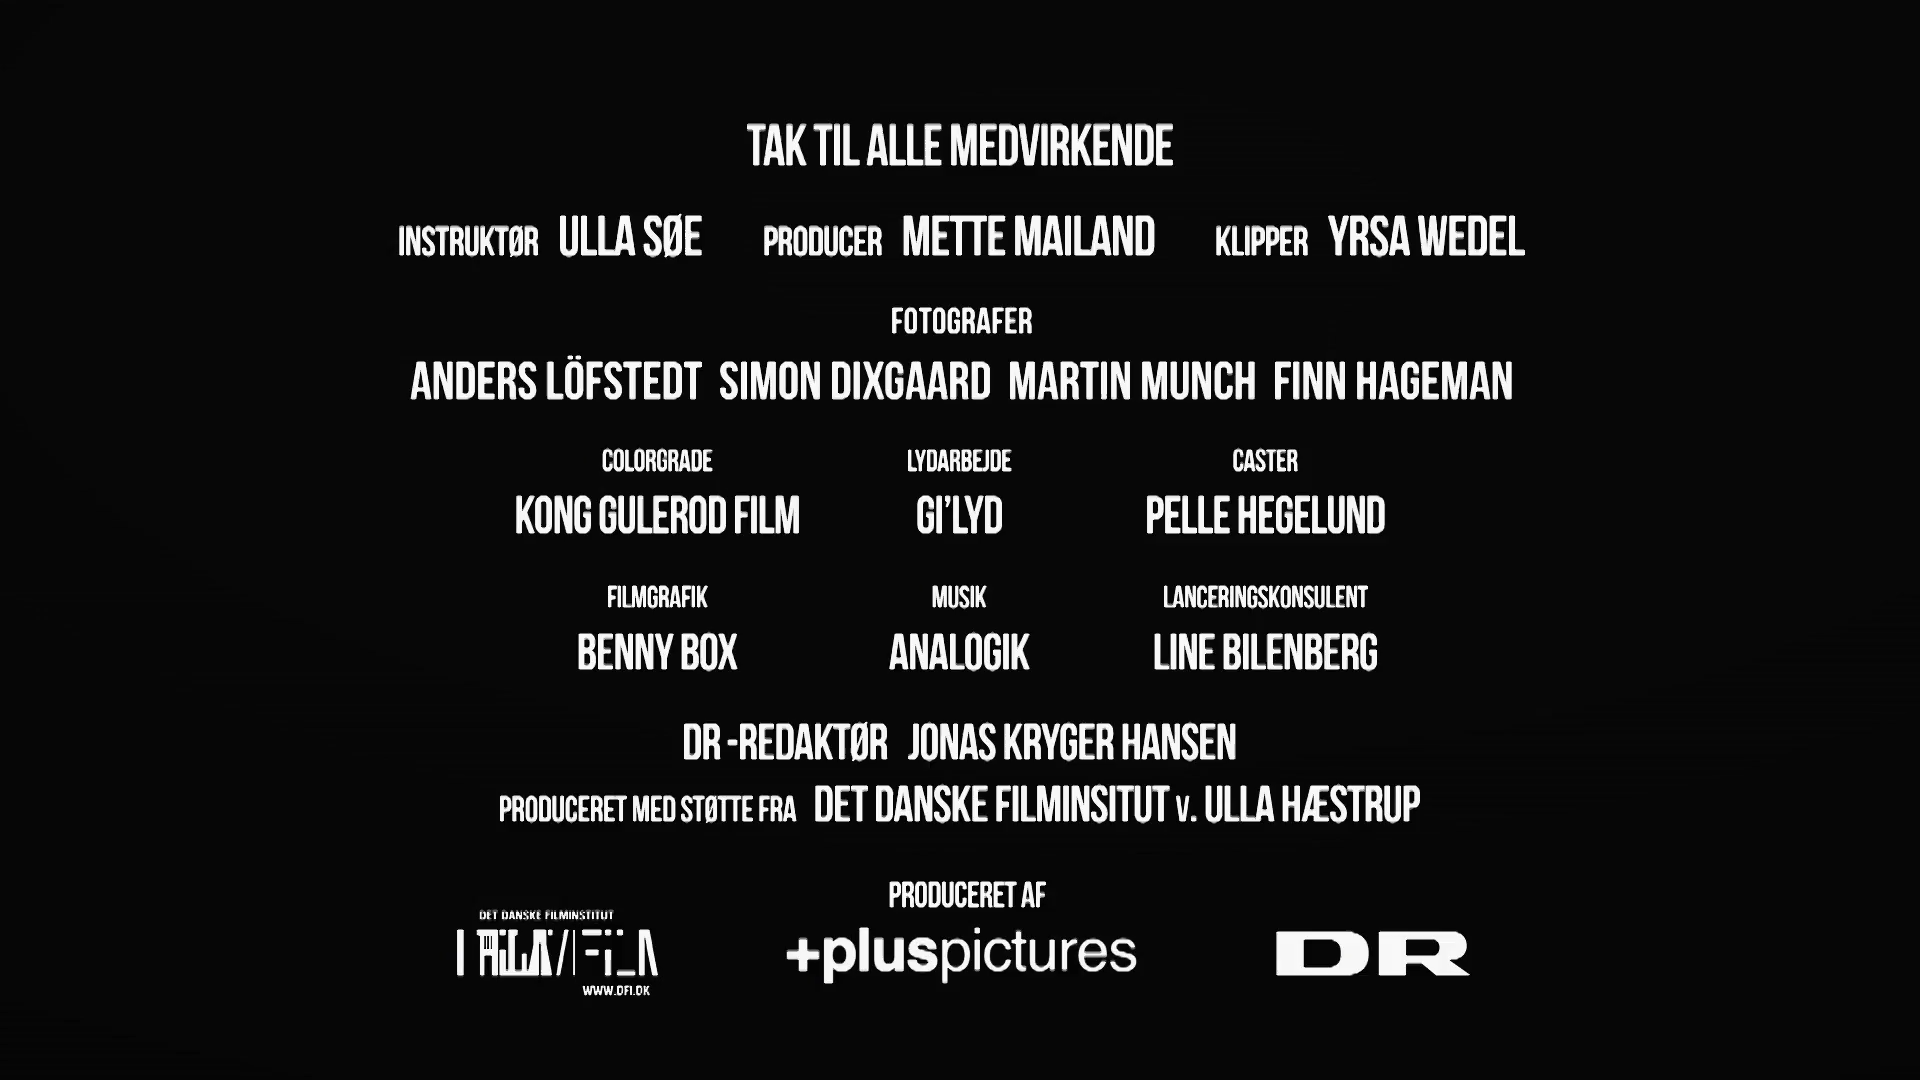 TAK TIL ALLE MEDVIRKENDE
INSTRUKTØR ULLA SØE PRODUCER METTE MAILAND KLIPPER YRSA WEDEL
FOTOGRAFER
ANDERS LÖFSTEDT SIMON DIXGAARD MARTIN MUNCH FINN HAGEMAN
COLORGRADE LYDARBEJDE CASTER
KONG GULEROD FILM GI'LYD PELLE HEGELUND
FILMGRAFIK MUSIK LANCERINGSKONSULENT
BENNY BOX ANALOGIK LINE BILENBERG
DR -REDAKTØR JONAS KRYGER HANSEN
PRODUCERET MED STØTTE FRA DET DANSKE FILMINSITUT V. ULLA HÆSTRUP
PRODUCERET AF
DET DANSKE FILMINSTITUT
+pluspictures DR
WWW.DFI.DK